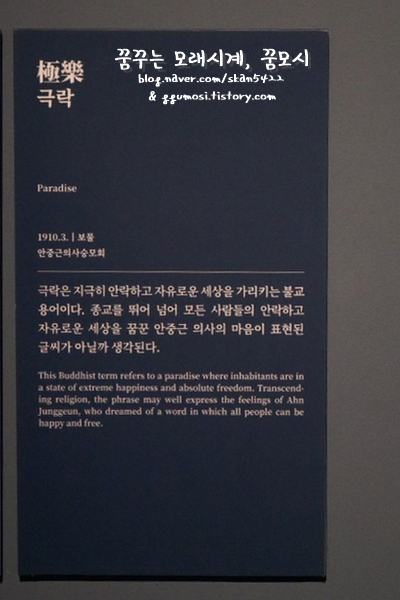 꿈꾸는 모래시계, 꿈모시
blog.naver.com/skan5422
& ggumosi.tistory.com
極樂
극락
Paradise
1910.3. | 보물
안중근의사숭모회
극락은 지극히 안락하고 자유로운 세상을 가리키는 불교
용어이다. 종교를 뛰어 넘어 모든 사람들의 안락하고
자유로운 세상을 꿈꾼 안중근 의사의 마음이 표현된
글씨가 아닐까 생각된다.
This Buddhist term refers to a paradise where inhabitants are in
a state of extreme happiness and absolute freedom. Transcend-
ing religion, the phrase may well express the feelings of Ahn
Junggeun, who dreamed of a word in which all people can be
happy and free.